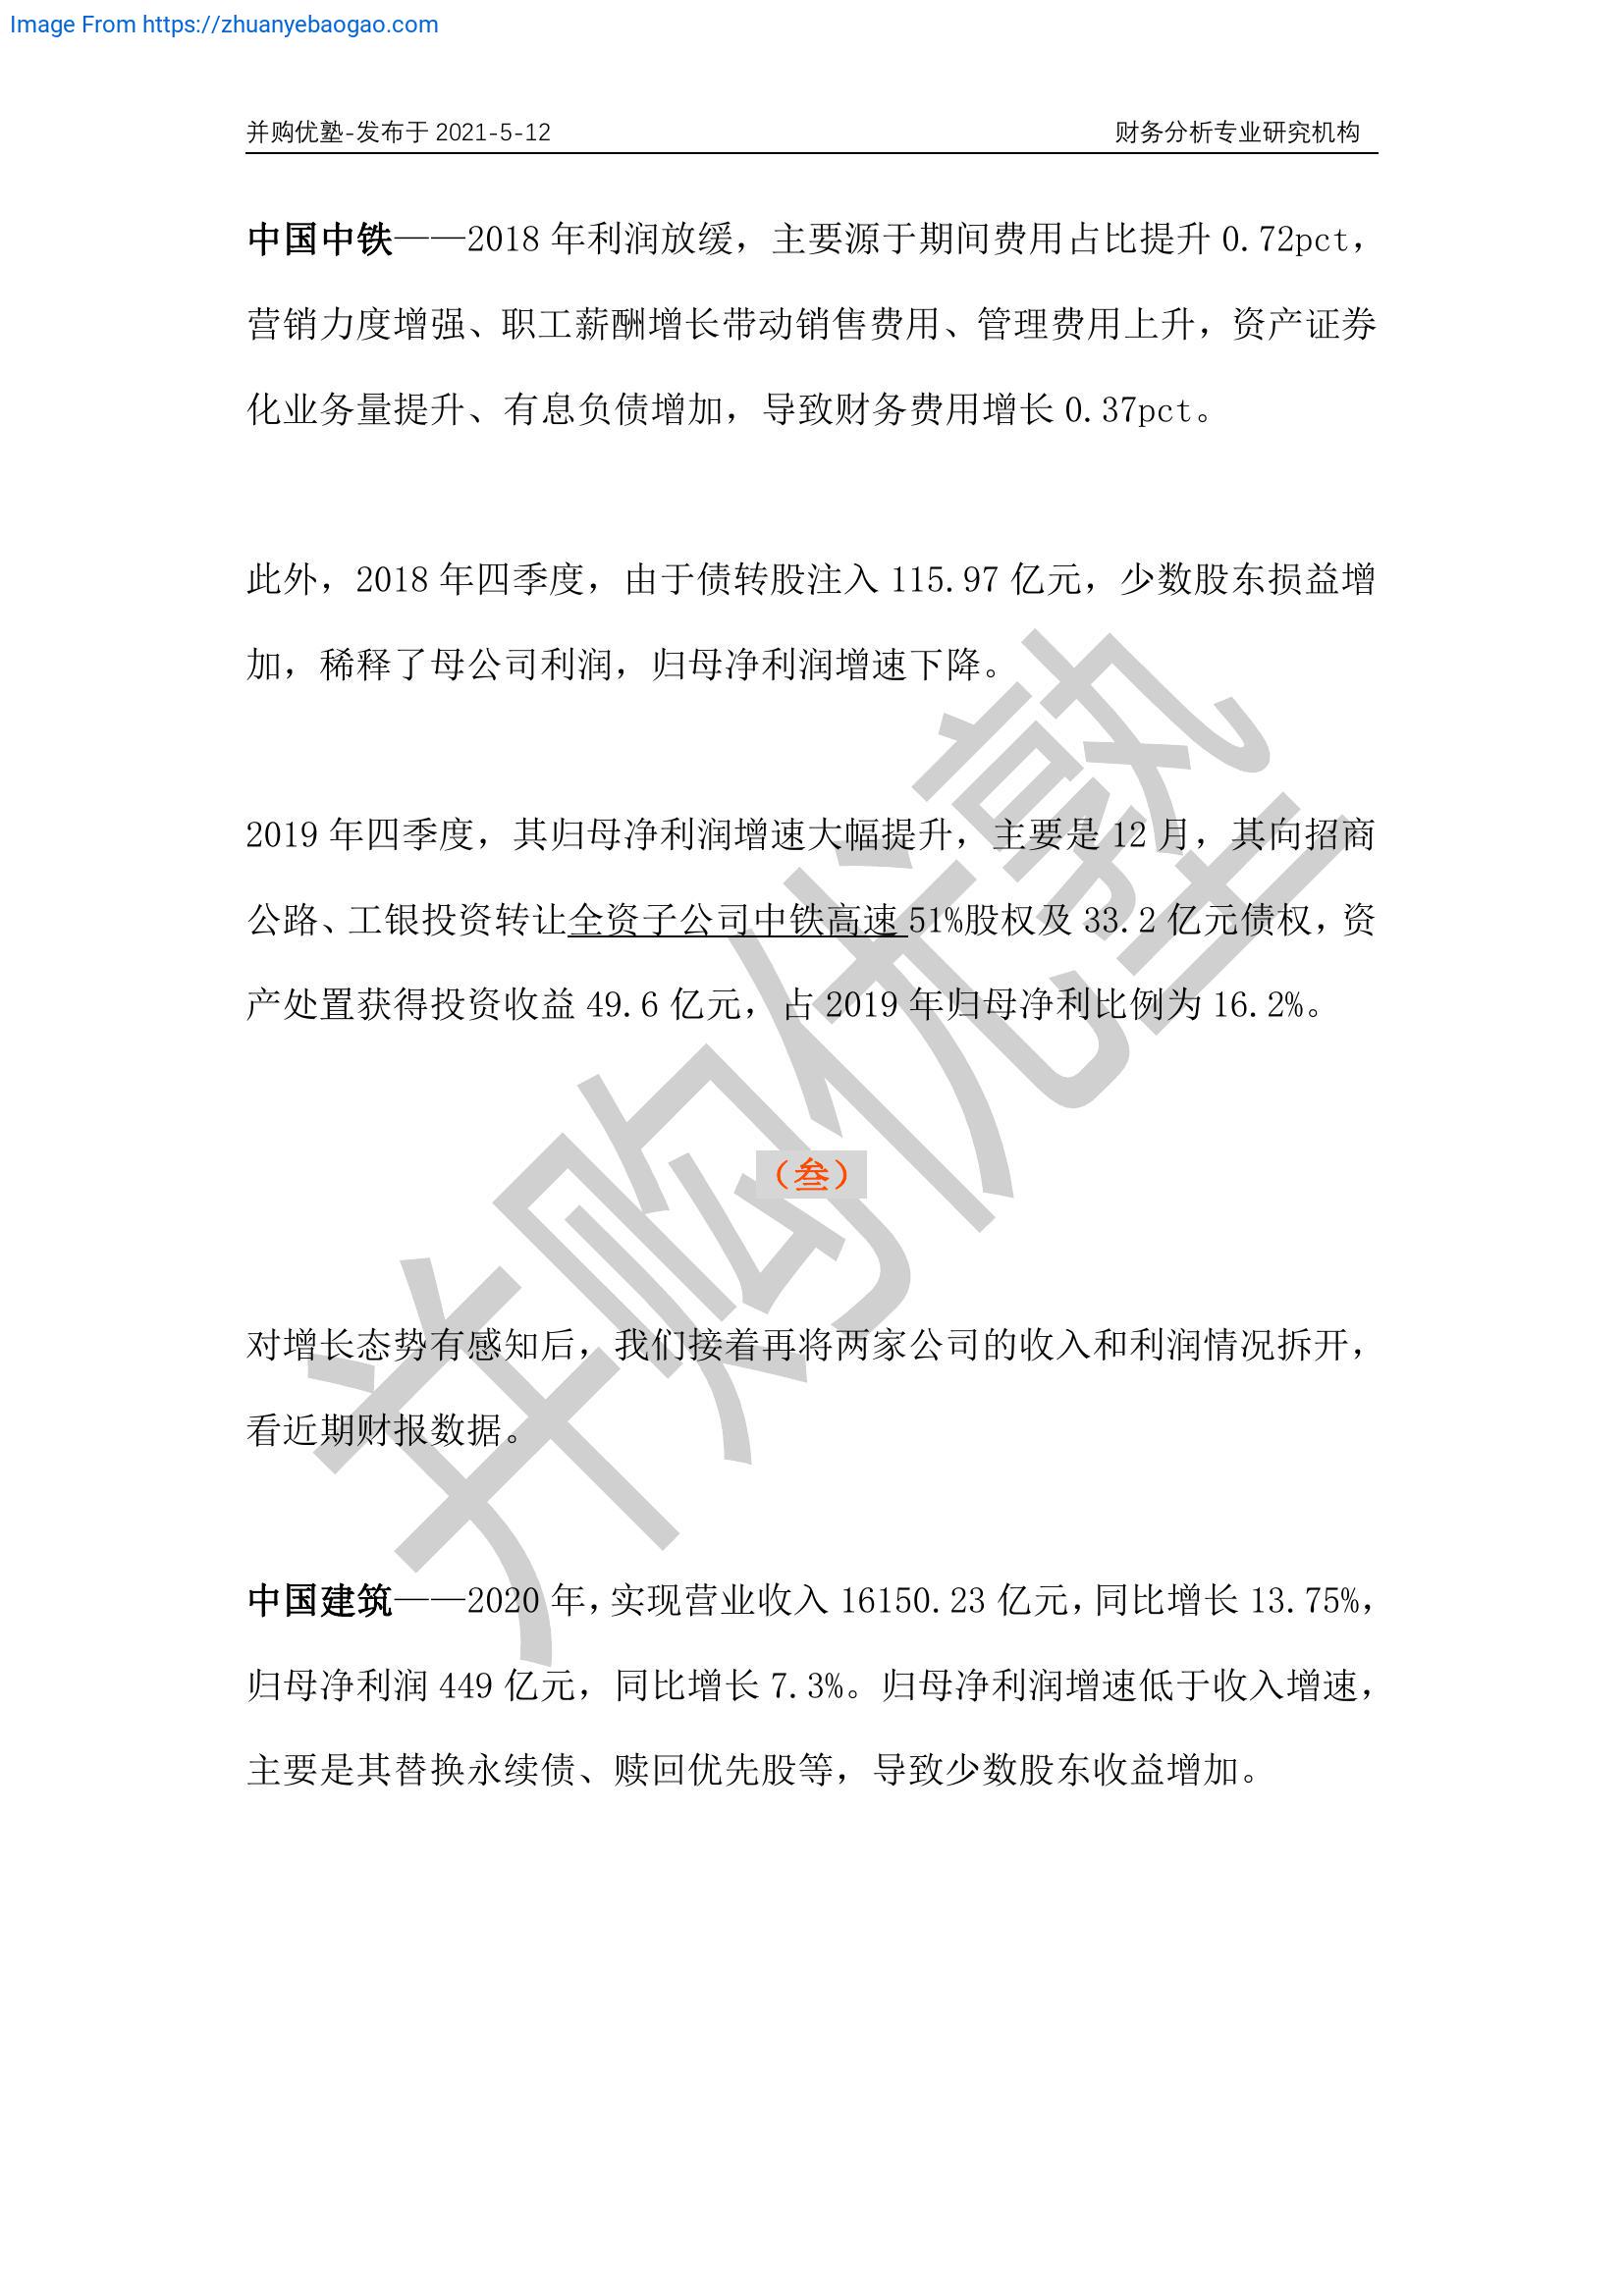 Image From https://zhuanyebaogao.com
并购优塾-发布于 2021-5-12 财务分析专业研究机构
中国中铁——2018 年利润放缓，主要源于期间费用占比提升 0.72pct，
营销力度增强、职工薪酬增长带动销售费用、管理费用上升，资产证券
化业务量提升、有息负债增加，导致财务费用增长 0.37pct。
此外，2018 年四季度，由于债转股注入 115.97 亿元，少数股东损益增
加，稀释了母公司利润，归母净利润增速下降。
2019 年四季度，其归母净利润增速大幅提升，主要是 12 月，其向招商
公路、工银投资转让全资子公司中铁高速 51%股权及 33.2 亿元债权，资
产处置获得投资收益 49.6 亿元，占 2019 年归母净利比例为 16.2%。
（叁）
对增长态势有感知后，我们接着再将两家公司的收入和利润情况拆开，
看近期财报数据。
中国建筑——2020 年，实现营业收入 16150.23 亿元，同比增长 13.75%，
归母净利润 449 亿元，同比增长 7.3%。归母净利润增速低于收入增速，
主要是其替换永续债、赎回优先股等，导致少数股东收益增加。
并购优塾